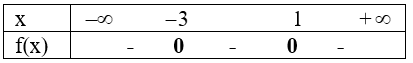 x –∞ –3 1 +∞
f(x) - 0 - 0 -